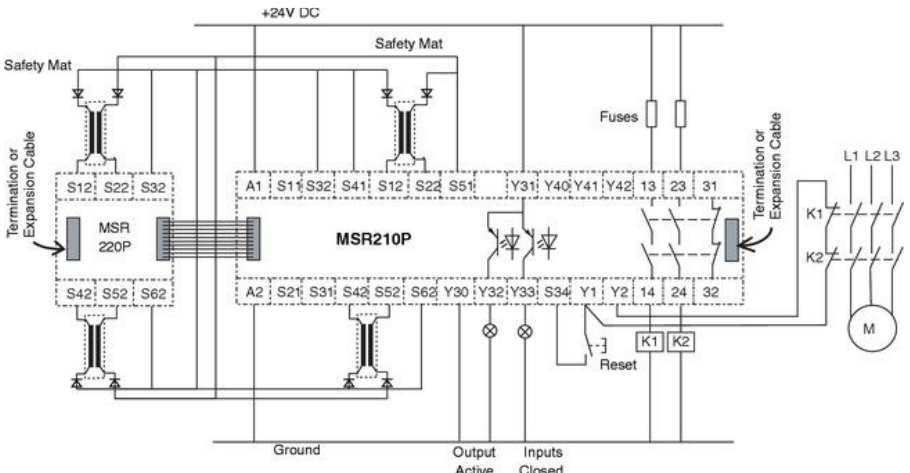 +24V DC
Safety Mat
Safety Mat
Fuses
Termination or
Expansion Cable
S12 S22 S32
MSR
220P
S42 S52 S62
A1 S11 S32 S41 S12 S22 S51 Y31 Y40 Y41 Y42 13 23 31
MSR210P
A2 S21 S31 S42 S52 S62 Y30 Y32 Y33 S34 Y1 Y2 14 24 32
Termination or
Expansion Cable
L1 L2 L3
K1
K2
M
K1 K2
Reset
Ground
Output
Active
Inputs
Closed